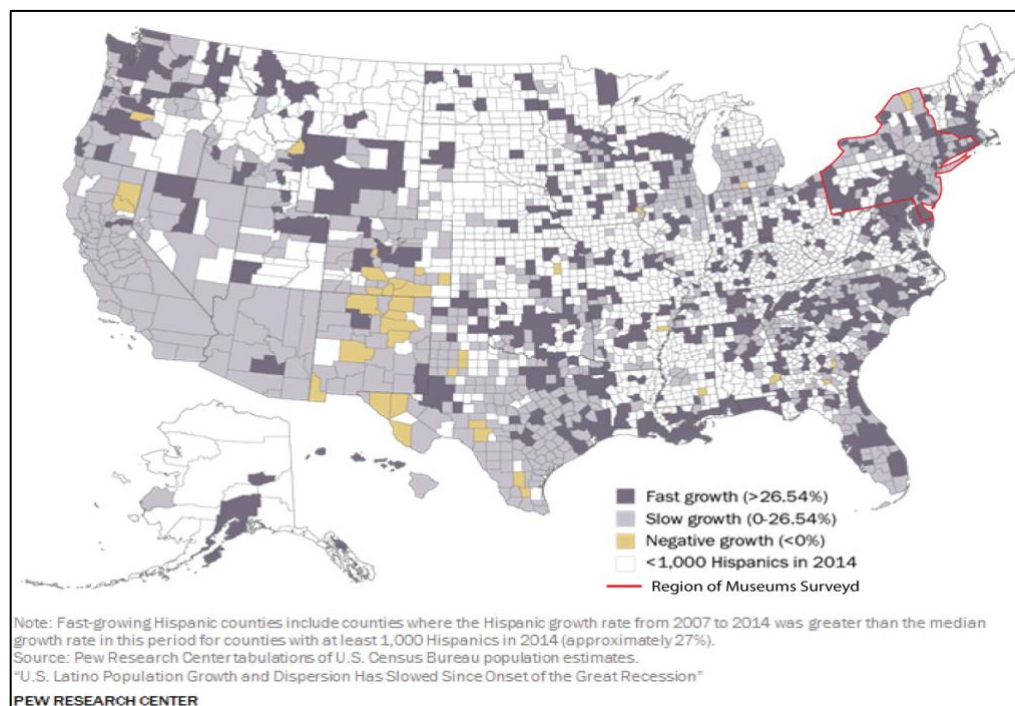 Fast growth (>26.54%)
Slow growth (0-26.54%)
Negative growth (<0%)
<1,000 Hispanics in 2014
Region of Museums Surveyd
Note: Fast-growing Hispanic counties include counties where the Hispanic growth rate from 2007 to 2014 was greater than the median
growth rate in this period for counties with at least 1,000 Hispanics in 2014 (approximately 27%).
Source: Pew Research Center tabulations of U.S. Census Bureau population estimates.
"U.S. Latino Population Growth and Dispersion Has Slowed Since Onset of the Great Recession"
PEW RESEARCH CENTER